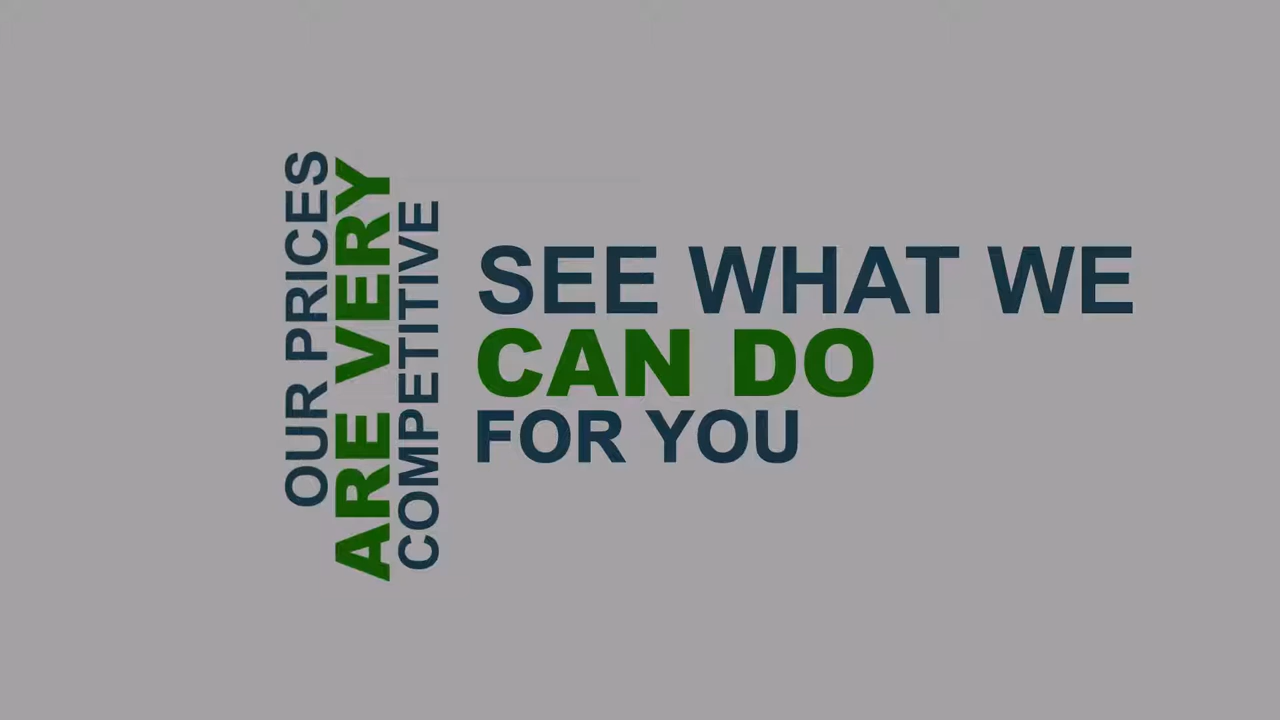 OUR PRICES
ARE VERY
COMPETITIVE
SEE WHAT WE
CAN DO
FOR YOU